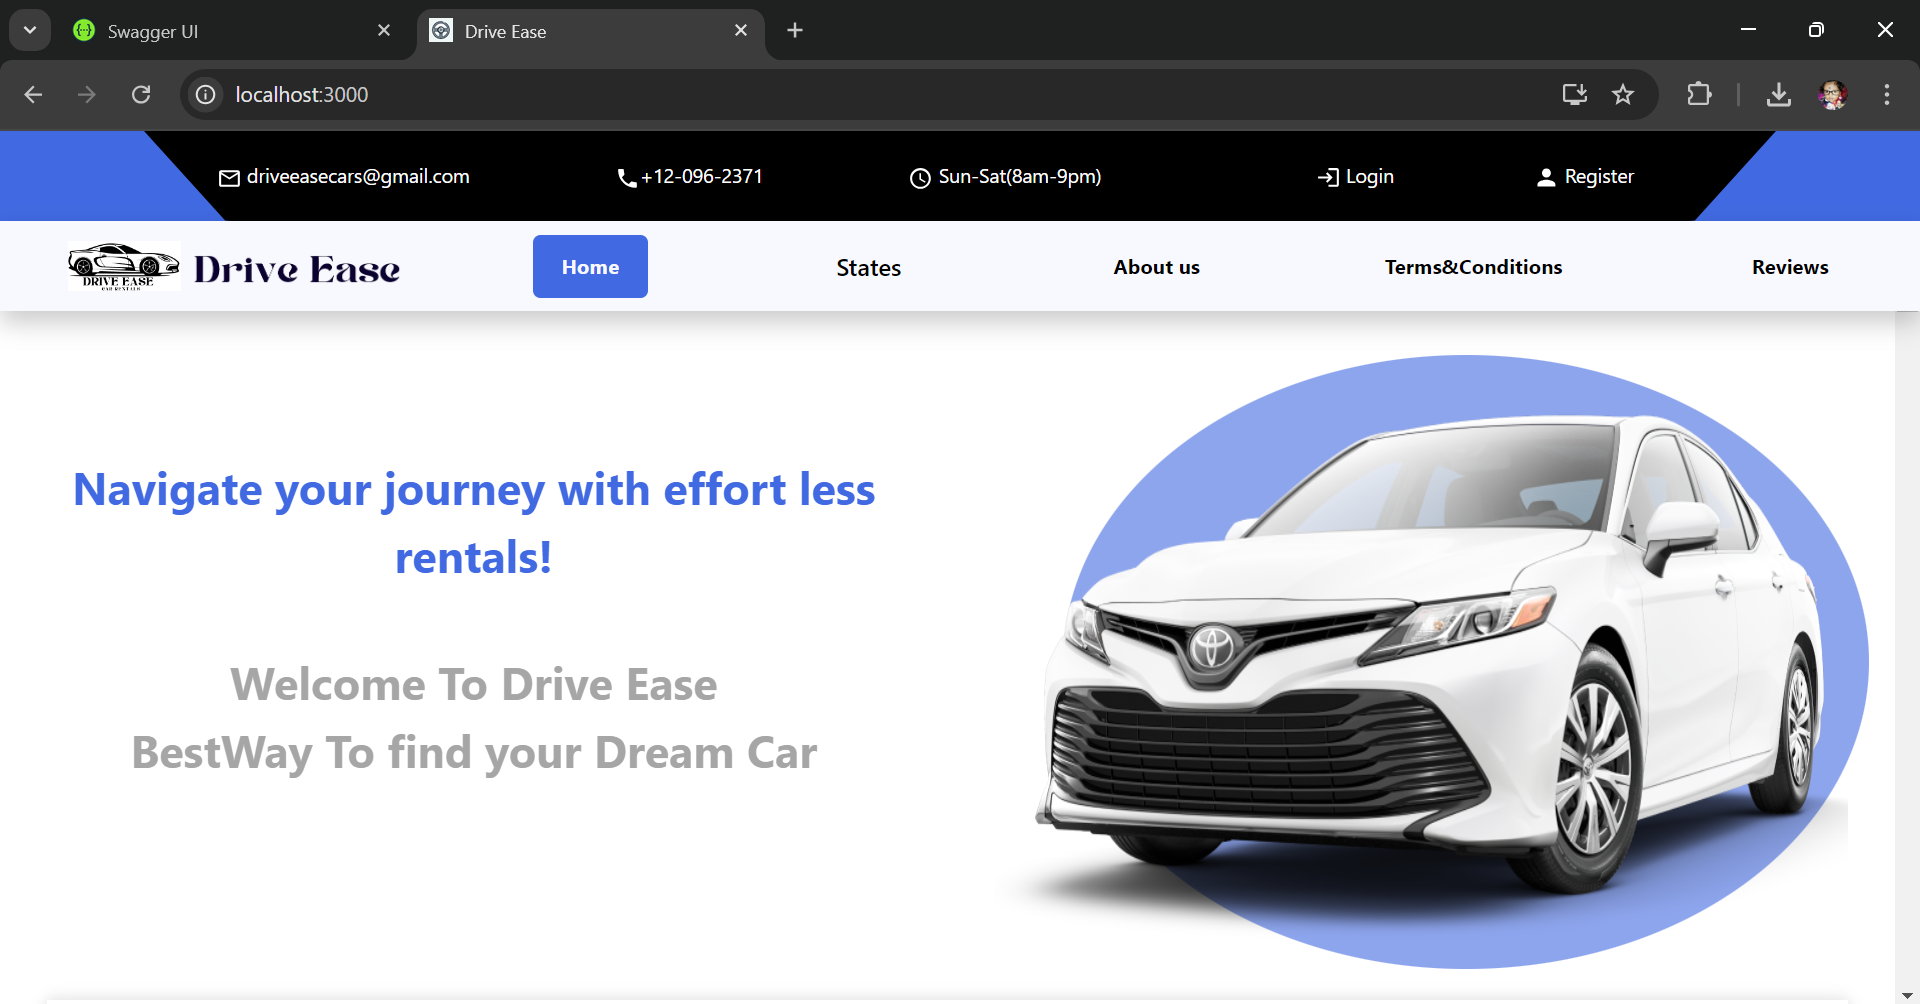 Swagger UI
Drive Ease
localhost:3000
driveeasecars@gmail.com
+12-096-2371
Sun-Sat(8am-9pm)
Login
Register
DRIVE EASE
CAR RENTALS
Drive Ease
Home
States
About us
Terms&Conditions
Reviews
Navigate your journey with effort less
rentals!
Welcome To Drive Ease
BestWay To find your Dream Car